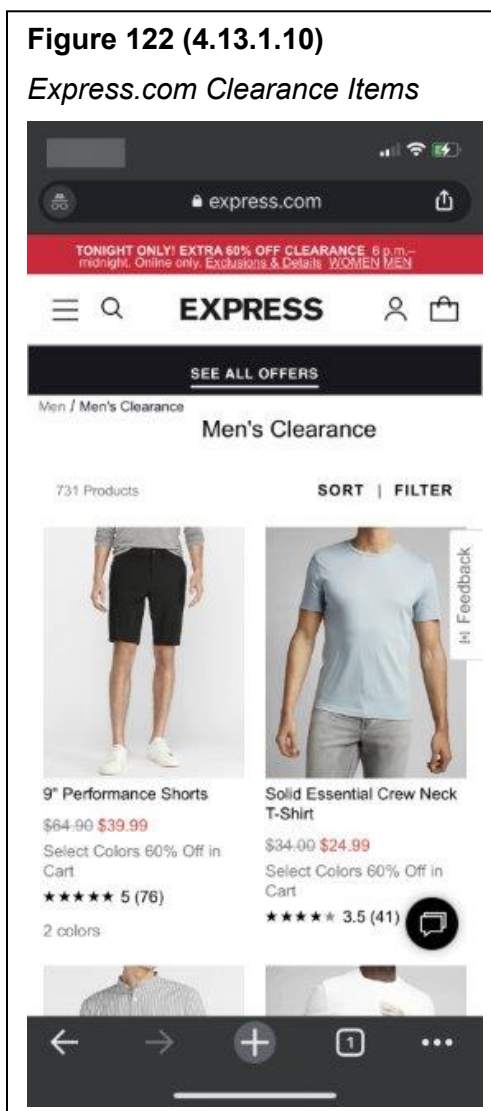 Figure 122 (4.13.1.10)
Express.com Clearance Items
express.com
TONIGHT ONLY! EXTRA 60% OFF CLEARANCE 6 p.m.–
midnight. Online only. Exclusions & Details WOMEN MEN
EXPRESS
SEE ALL OFFERS
Men / Men's Clearance
Men's Clearance
731 Products SORT | FILTER
Feedback
9" Performance Shorts
$64.90 $39.99
Select Colors 60% Off in
Cart
★★★★★ 5 (76)
2 colors
Solid Essential Crew Neck
T-Shirt
$34.00 $24.99
Select Colors 60% Off in
Cart
★★★★★ 3.5 (41)
1